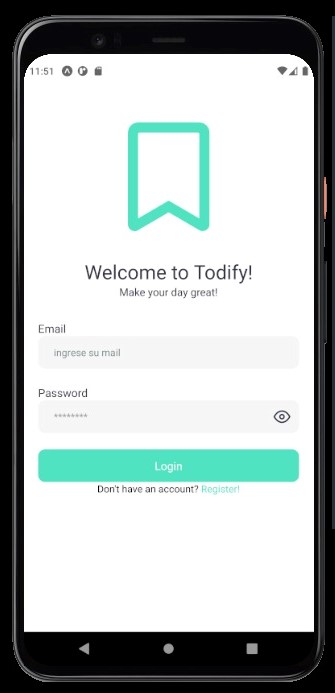 11:51
Welcome to Todify!
Make your day great!
Email
ingrese su mail
Password
********
Login
Don't have an account? Register!